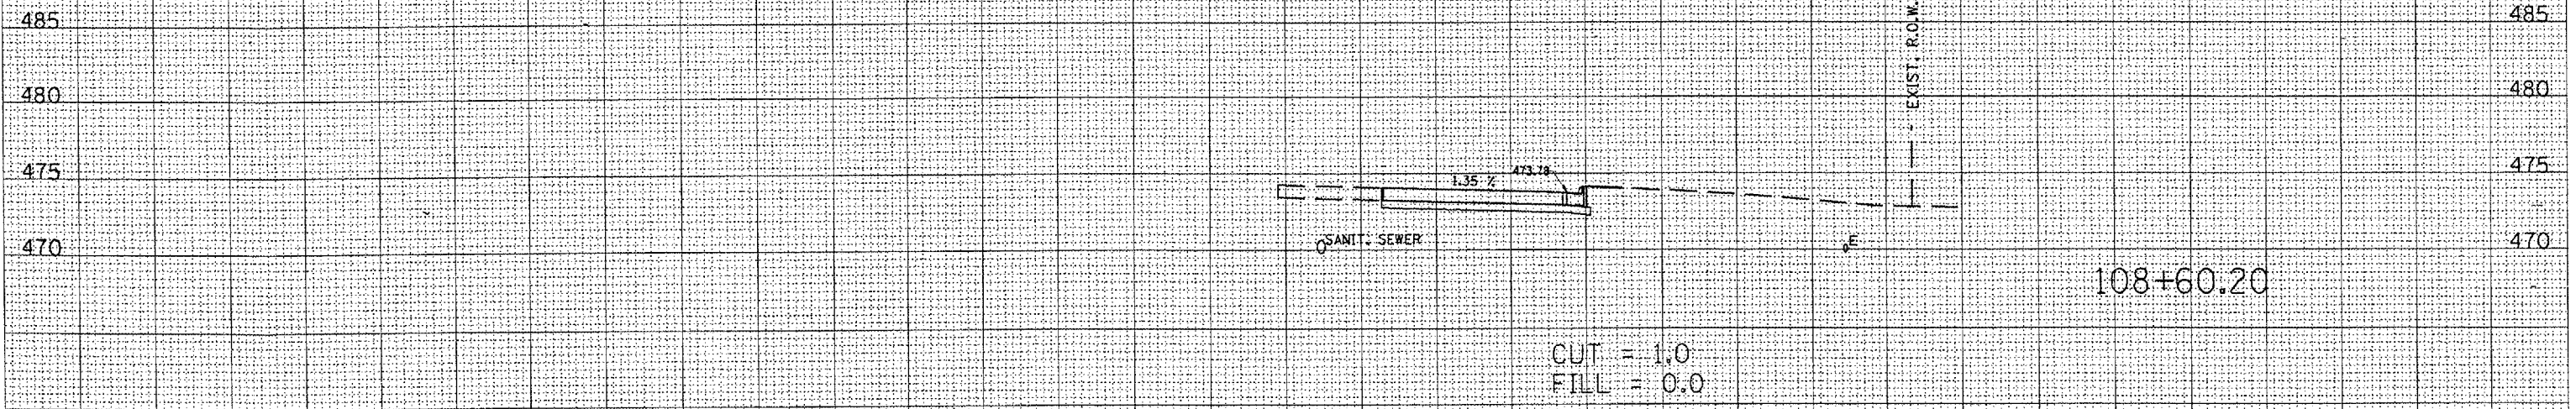 485 485
EXIST. R.O.W.
480 480
475 475
1.35 % 473.78
470 SANIT. SEWER E 470
108+60.20
CUT = 1.0
FILL = 0.0